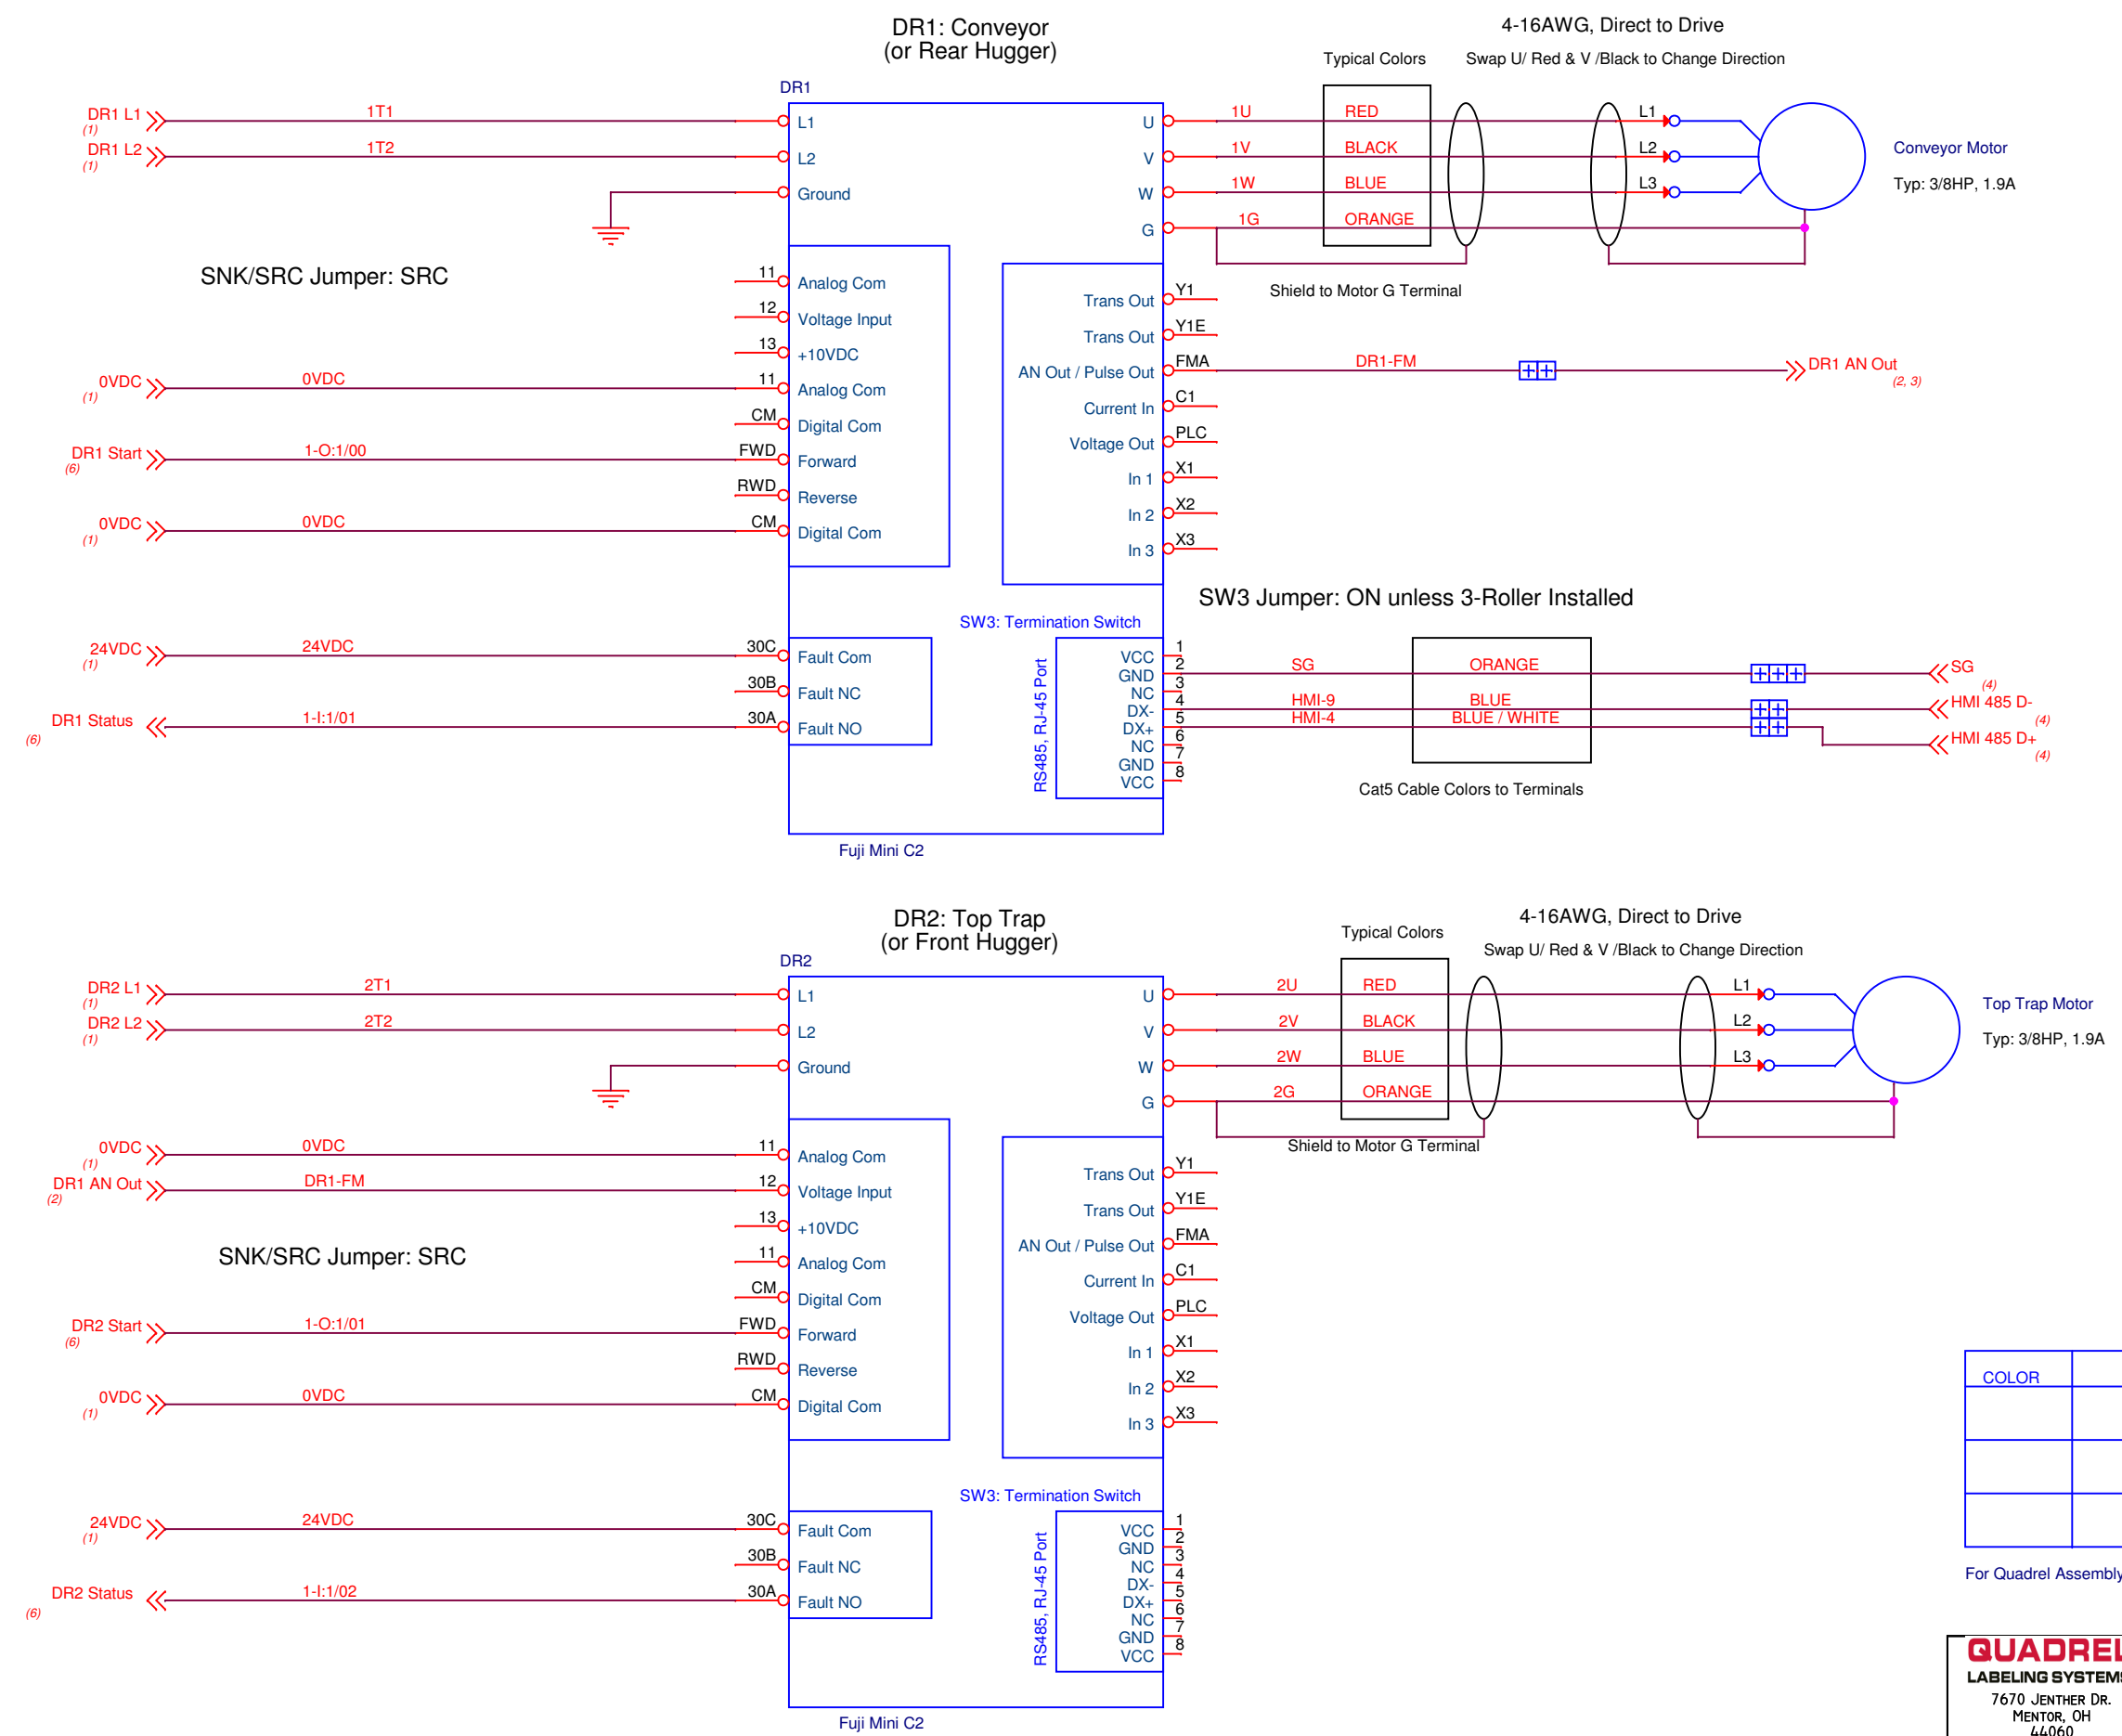 DR1: Conveyor
(or Rear Hugger)
4-16AWG, Direct to Drive
Typical Colors
Swap U/ Red & V /Black to Change Direction
DR1
DR1 L1
(1)
1T1
L1
U
1U
RED
L1
DR1 L2
(1)
1T2
L2
V
1V
BLACK
L2
Conveyor Motor
Ground
W
1W
BLUE
L3
Typ: 3/8HP, 1.9A
G
1G
ORANGE
SNK/SRC Jumper: SRC
Shield to Motor G Terminal
11
Analog Com
Trans Out
Y1
12
Voltage Input
Trans Out
Y1E
13
+10VDC
AN Out / Pulse Out
FMA
DR1-FM
DR1 AN Out
(2, 3)
0VDC
(1)
0VDC
11
Analog Com
Current In
C1
CM
Digital Com
Voltage Out
PLC
DR1 Start
(6)
1-O:1/00
FWD
Forward
In 1
X1
RWD
Reverse
In 2
X2
0VDC
(1)
0VDC
CM
Digital Com
In 3
X3
SW3 Jumper: ON unless 3-Roller Installed
SW3: Termination Switch
24VDC
(1)
24VDC
30C
Fault Com
30B
Fault NC
DR1 Status
(6)
1-I:1/01
30A
Fault NO
RS485, RJ-45 Port
VCC
1
GND
2
SG
ORANGE
SG
(4)
NC
3
DX-
4
HMI-9
BLUE
HMI 485 D-
(4)
DX+
5
HMI-4
BLUE / WHITE
HMI 485 D+
(4)
NC
6
GND
7
VCC
8
Cat5 Cable Colors to Terminals
Fuji Mini C2
DR2: Top Trap
(or Front Hugger)
4-16AWG, Direct to Drive
Typical Colors
Swap U/ Red & V /Black to Change Direction
DR2
DR2 L1
(1)
2T1
L1
U
2U
RED
L1
Top Trap Motor
DR2 L2
(1)
2T2
L2
V
2V
BLACK
L2
Typ: 3/8HP, 1.9A
Ground
W
2W
BLUE
L3
G
2G
ORANGE
Shield to Motor G Terminal
0VDC
(1)
0VDC
11
Analog Com
Trans Out
Y1
DR1 AN Out
(2)
DR1-FM
12
Voltage Input
Trans Out
Y1E
13
+10VDC
AN Out / Pulse Out
FMA
SNK/SRC Jumper: SRC
11
Analog Com
Current In
C1
CM
Digital Com
Voltage Out
PLC
DR2 Start
(6)
1-O:1/01
FWD
Forward
In 1
X1
RWD
Reverse
In 2
X2
0VDC
(1)
0VDC
CM
Digital Com
In 3
X3
COLOR
SW3: Termination Switch
24VDC
(1)
24VDC
30C
Fault Com
30B
Fault NC
DR2 Status
(6)
1-I:1/02
30A
Fault NO
RS485, RJ-45 Port
VCC
1
GND
2
NC
3
DX-
4
DX+
5
NC
6
GND
7
VCC
8
Fuji Mini C2
For Quadrel Assembly
QUADREL
LABELING SYSTEMS
7670 JENTHER DR.
MENTOR, OH
44060